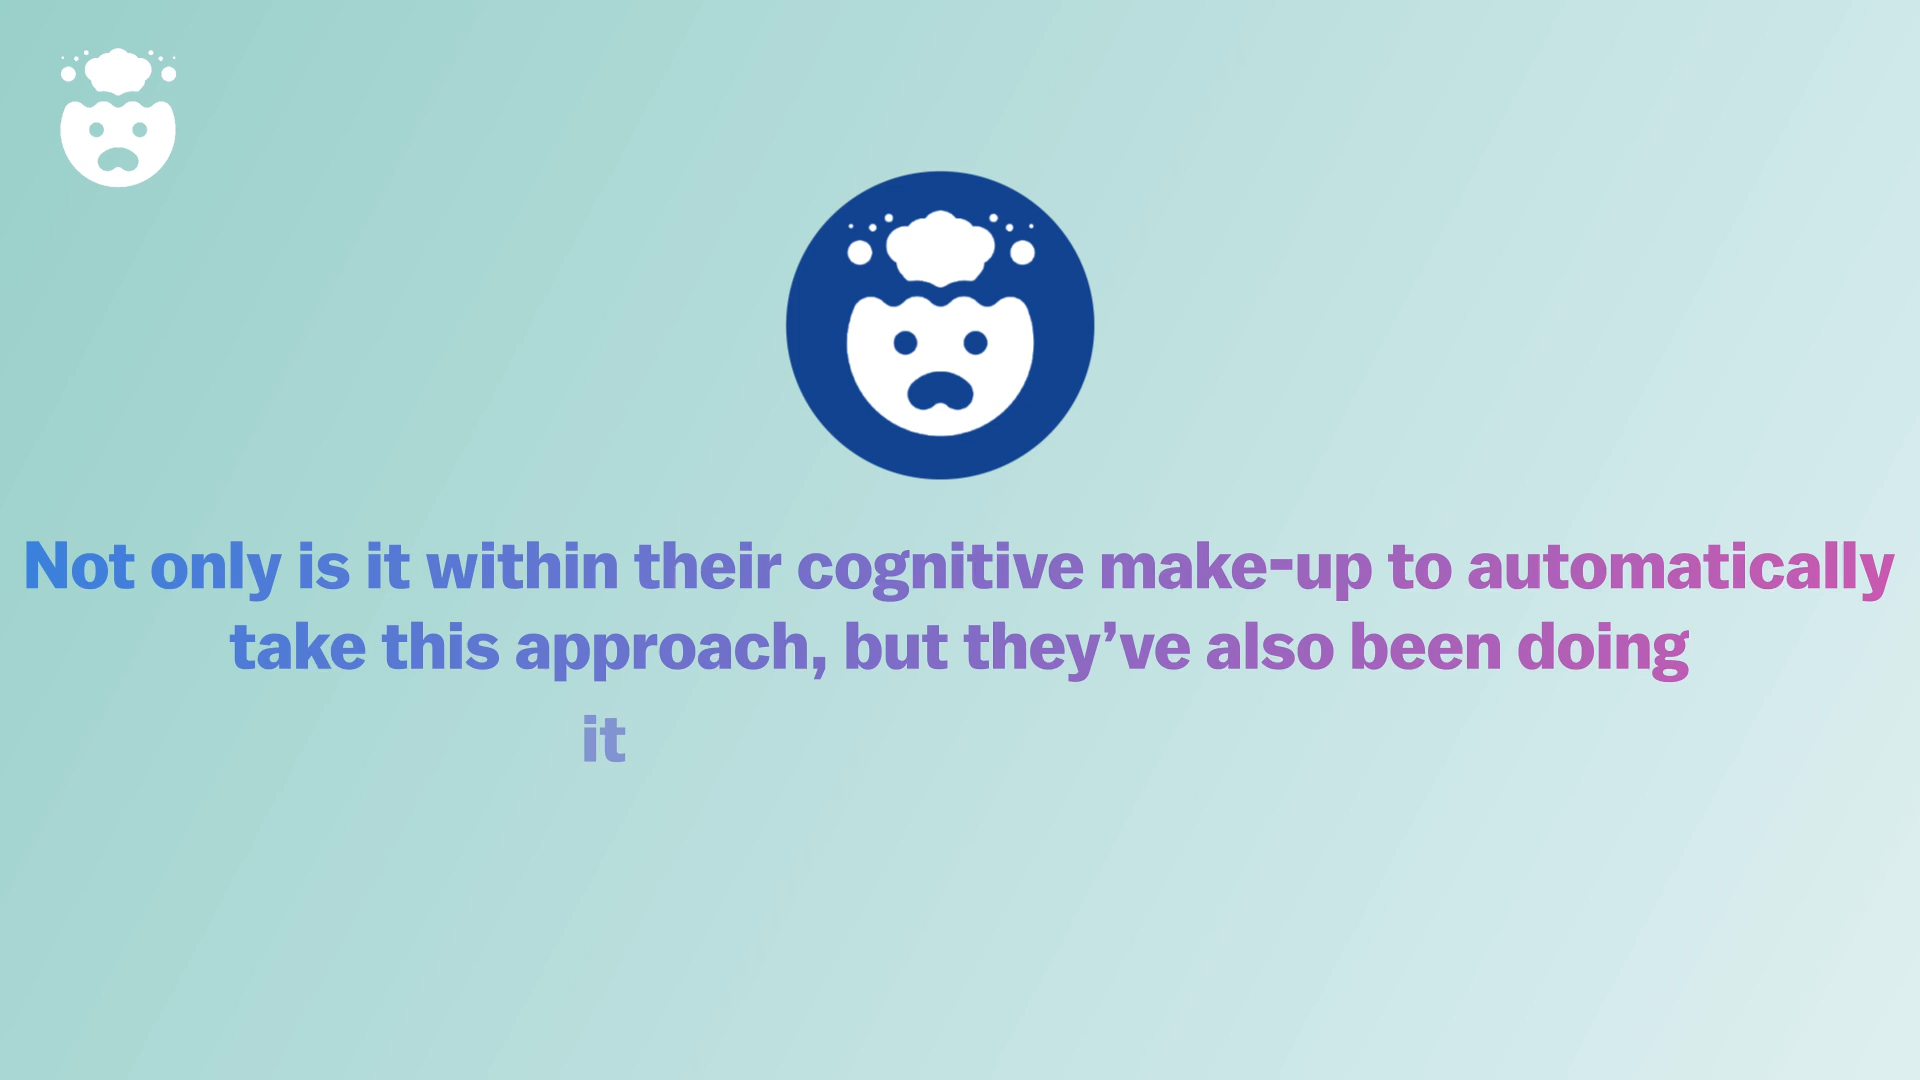 Not only is it within their cognitive make-up to automatically
take this approach, but they’ve also been doing
it